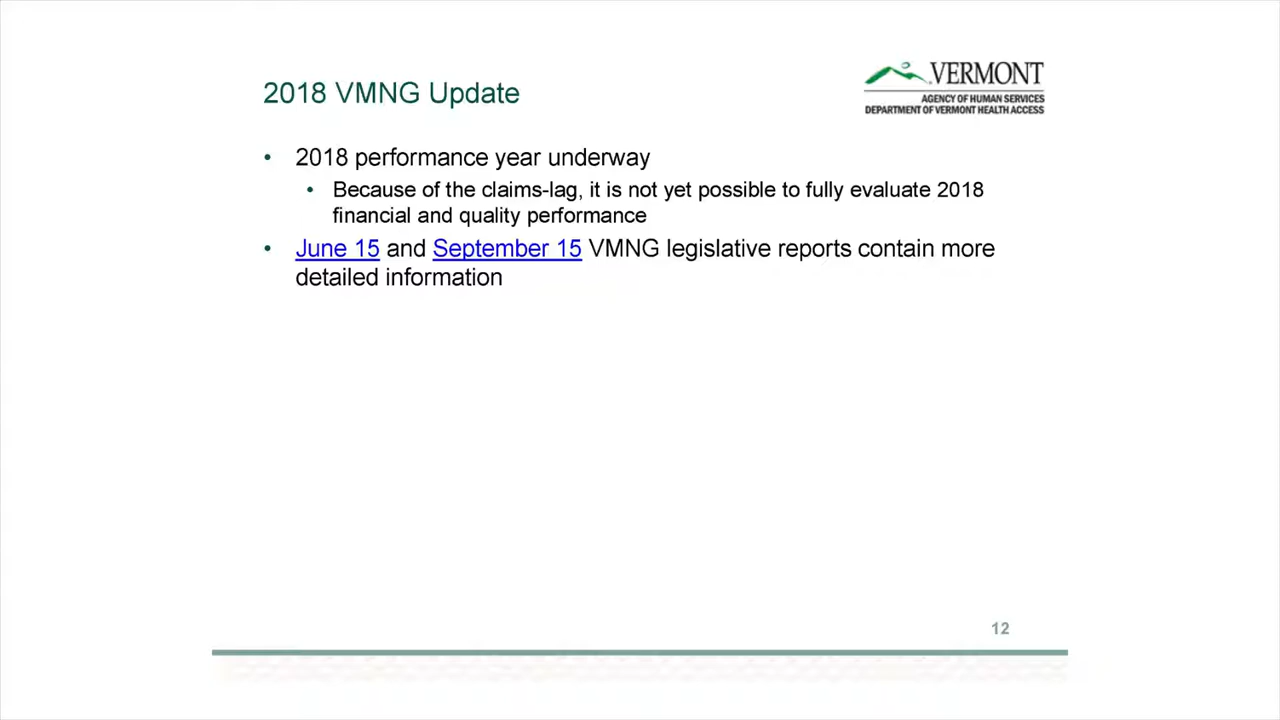 2018 VMNG Update
VERMONT
AGENCY OF HUMAN SERVICES
DEPARTMENT OF VERMONT HEALTH ACCESS
• 2018 performance year underway
• Because of the claims-lag, it is not yet possible to fully evaluate 2018
financial and quality performance
• June 15 and September 15 VMNG legislative reports contain more
detailed information
12